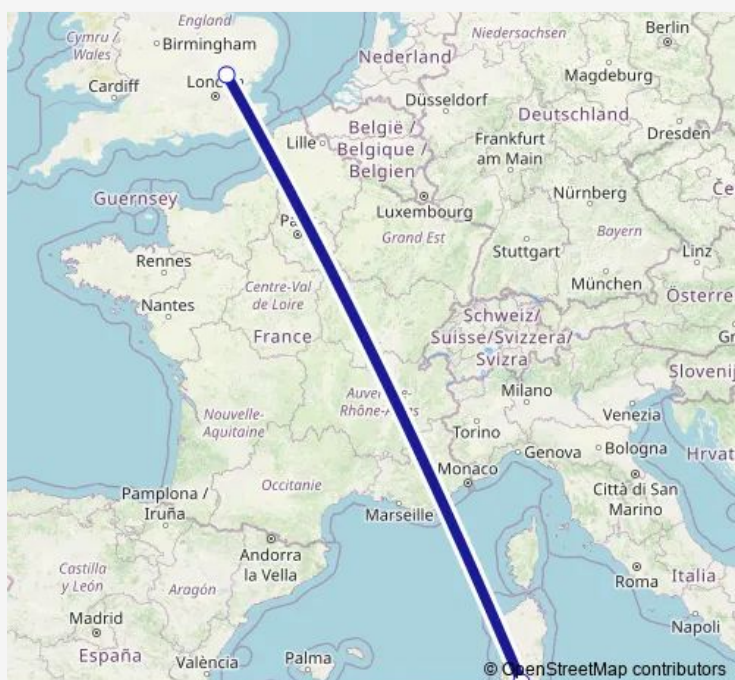 England
Cymru /
Wales
Birmingham
Cardiff
Nederland
Niedersachsen
Berlin
Magdeburg
Düsseldorf
Deutschland
Lille
België /
Belgique /
Belgien
Frankfurt
am Main
Dresden
Guernsey
Luxembourg
Nürnberg
Grand Est
Bayern
Rennes
Stuttgart
Linz
München
Centre-Val
de Loire
Nantes
France
Schweiz/
Suisse/Svizzera/
Svizra
Nouvelle-
Aquitaine
Milano
Venezia
Torino
Genova
Bologna
Monaco
Pamplona /
Iruña
Occitanie
Marseille
Città di San
Marino
Andorra
la Vella
Castilla
y León
Aragón
Roma
Italia
Madrid
Napoli
España
València
Palma
© OpenStreetMap contributors